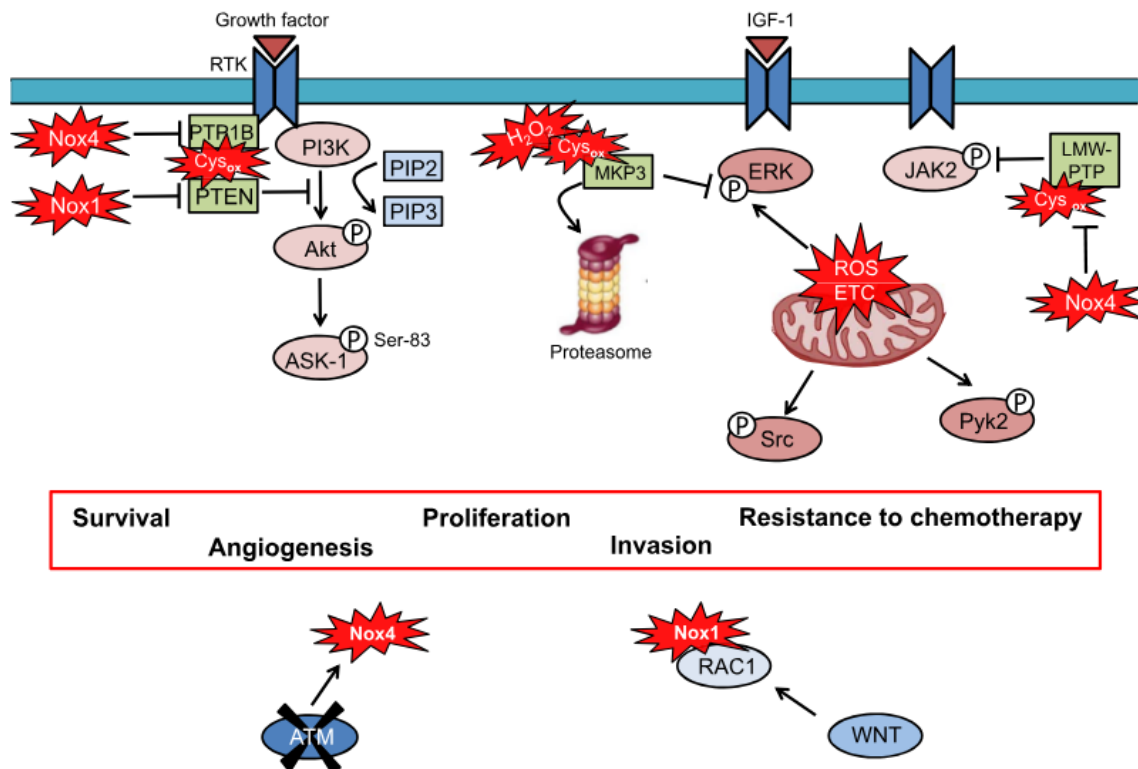 Growth factor
IGF-1
RTK
Nox4
PTP1B
Cysox
PTEN
Nox1
PI3K
PIP2
PIP3
P
Akt
P
Ser-83
ASK-1
H2O2
Cysox
MKP3
Proteasome
ERK
P
ROS
ETC
P
Src
P
Pyk2
JAK2
P
LMW-
PTP
Cysox
Nox4
Survival
Proliferation
Resistance to chemotherapy
Angiogenesis
Invasion
Nox4
ATM
Nox1
RAC1
WNT